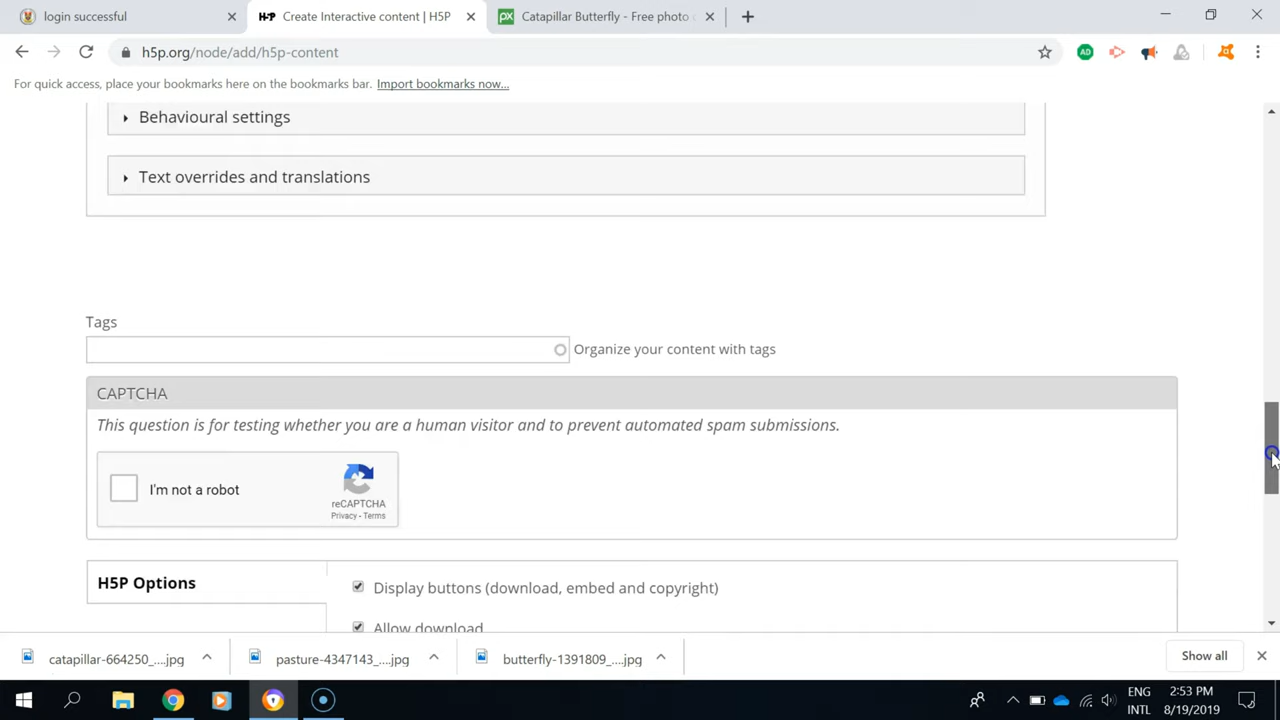 login successful
H-P Create Interactive content | H5P
px Catapillar Butterfly - Free photo
h5p.org/node/add/h5p-content
AD
For quick access, place your bookmarks here on the bookmarks bar. Import bookmarks now...
Behavioural settings
Text overrides and translations
Tags
Organize your content with tags
CAPTCHA
This question is for testing whether you are a human visitor and to prevent automated spam submissions.
I'm not a robot
reCAPTCHA
Privacy - Terms
H5P Options
Display buttons (download, embed and copyright)
Allow download
catapillar-664250_....jpg
pasture-4347143_....jpg
butterfly-1391809_....jpg
Show all
ENG
INTL
2:53 PM
8/19/2019